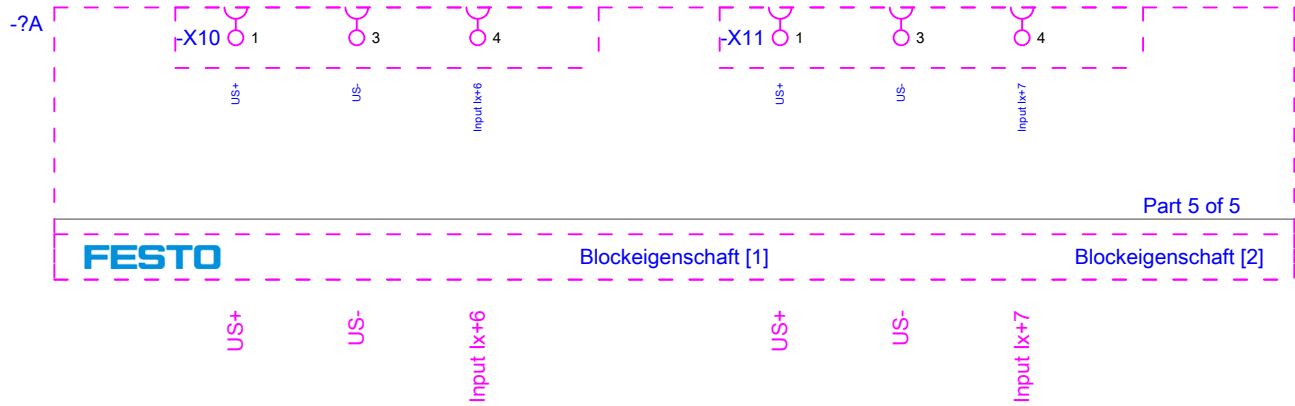 -?A
-X10 1 3 4 -X11 1 3 4
US+ US- Input Ix+6 US+ US- Input Ix+7
Part 5 of 5
FESTO Blockeigenschaft [1] Blockeigenschaft [2]
US+ US- Input Ix+6 US+ US- Input Ix+7